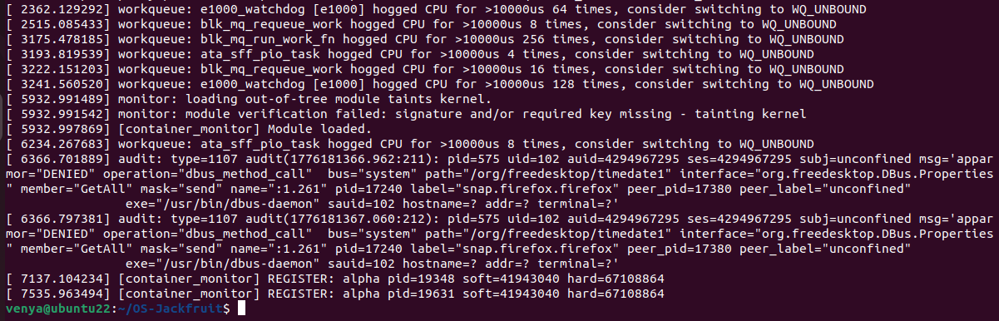 [ 2362.129292] workqueue: e1000_watchdog [e1000] hogged CPU for >10000us 64 times, consider switching to WQ_UNBOUND
[ 2515.085433] workqueue: blk_mq_requeue_work hogged CPU for >10000us 8 times, consider switching to WQ_UNBOUND
[ 3175.478185] workqueue: blk_mq_run_work_fn hogged CPU for >10000us 256 times, consider switching to WQ_UNBOUND
[ 3193.819539] workqueue: ata_sff_pio_task hogged CPU for >10000us 4 times, consider switching to WQ_UNBOUND
[ 3222.151203] workqueue: blk_mq_requeue_work hogged CPU for >10000us 16 times, consider switching to WQ_UNBOUND
[ 3241.560520] workqueue: e1000_watchdog [e1000] hogged CPU for >10000us 128 times, consider switching to WQ_UNBOUND
[ 5932.991489] monitor: loading out-of-tree module taints kernel.
[ 5932.991542] monitor: module verification failed: signature and/or required key missing - tainting kernel
[ 5932.997869] [container_monitor] Module loaded.
[ 6234.267683] workqueue: ata_sff_pio_task hogged CPU for >10000us 8 times, consider switching to WQ_UNBOUND
[ 6366.701889] audit: type=1107 audit(1776181366.962:211): pid=575 uid=102 auid=4294967295 ses=4294967295 subj=unconfined msg='appar
mor="DENIED" operation="dbus_method_call"  bus="system" path="/org/freedesktop/timedate1" interface="org.freedesktop.DBus.Properties
" member="GetAll" mask="send" name=":1.261" pid=17240 label="snap.firefox.firefox" peer_pid=17380 peer_label="unconfined"
exe="/usr/bin/dbus-daemon" sauid=102 hostname=? addr=? terminal=?'
[ 6366.797381] audit: type=1107 audit(1776181367.060:212): pid=575 uid=102 auid=4294967295 ses=4294967295 subj=unconfined msg='appar
mor="DENIED" operation="dbus_method_call"  bus="system" path="/org/freedesktop/timedate1" interface="org.freedesktop.DBus.Properties
" member="GetAll" mask="send" name=":1.261" pid=17240 label="snap.firefox.firefox" peer_pid=17380 peer_label="unconfined"
exe="/usr/bin/dbus-daemon" sauid=102 hostname=? addr=? terminal=?'
[ 7137.104234] [container_monitor] REGISTER: alpha pid=19348 soft=41943040 hard=67108864
[ 7535.963494] [container_monitor] REGISTER: alpha pid=19631 soft=41943040 hard=67108864
venya@ubuntu22:~/OS-Jackfruit$